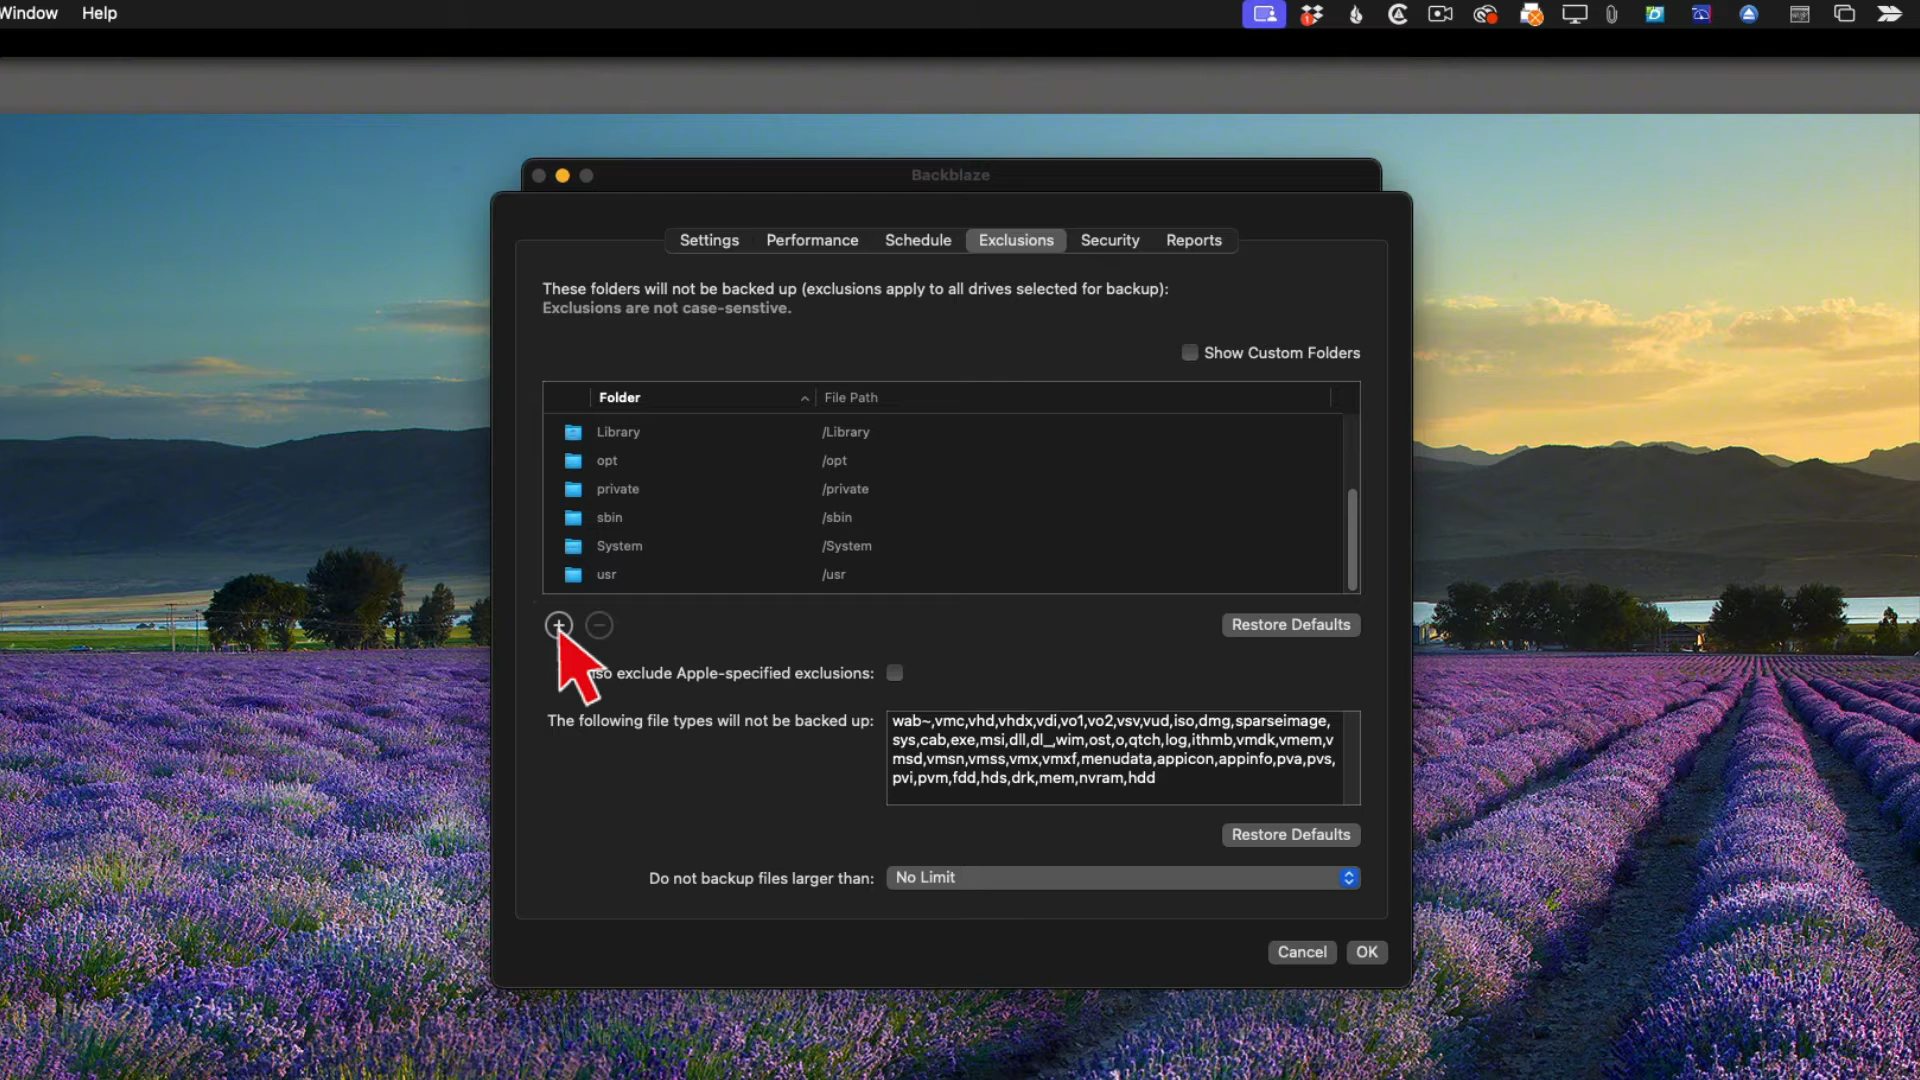 Window Help
Backblaze
Settings Performance Schedule Exclusions Security Reports
These folders will not be backed up (exclusions apply to all drives selected for backup):
Exclusions are not case-senstive.
Show Custom Folders
Folder File Path
Library /Library
opt /opt
private /private
sbin /sbin
System /System
usr /usr
Restore Defaults
so exclude Apple-specified exclusions:
The following file types will not be backed up:
wab~,vmc,vhd,vhdx,vdi,vo1,vo2,vsv,vud,iso,dmg,sparseimage,
sys,cab,exe,msi,dll,dl_,wim,ost,o,qtch,log,ithmb,vmdk,vmem,v
msd,vmsn,vmss,vmx,vmxf,menudata,appicon,appinfo,pva,pvs,
pvi,pvm,fdd,hds,drk,mem,nvram,hdd
Restore Defaults
Do not backup files larger than: No Limit
Cancel OK